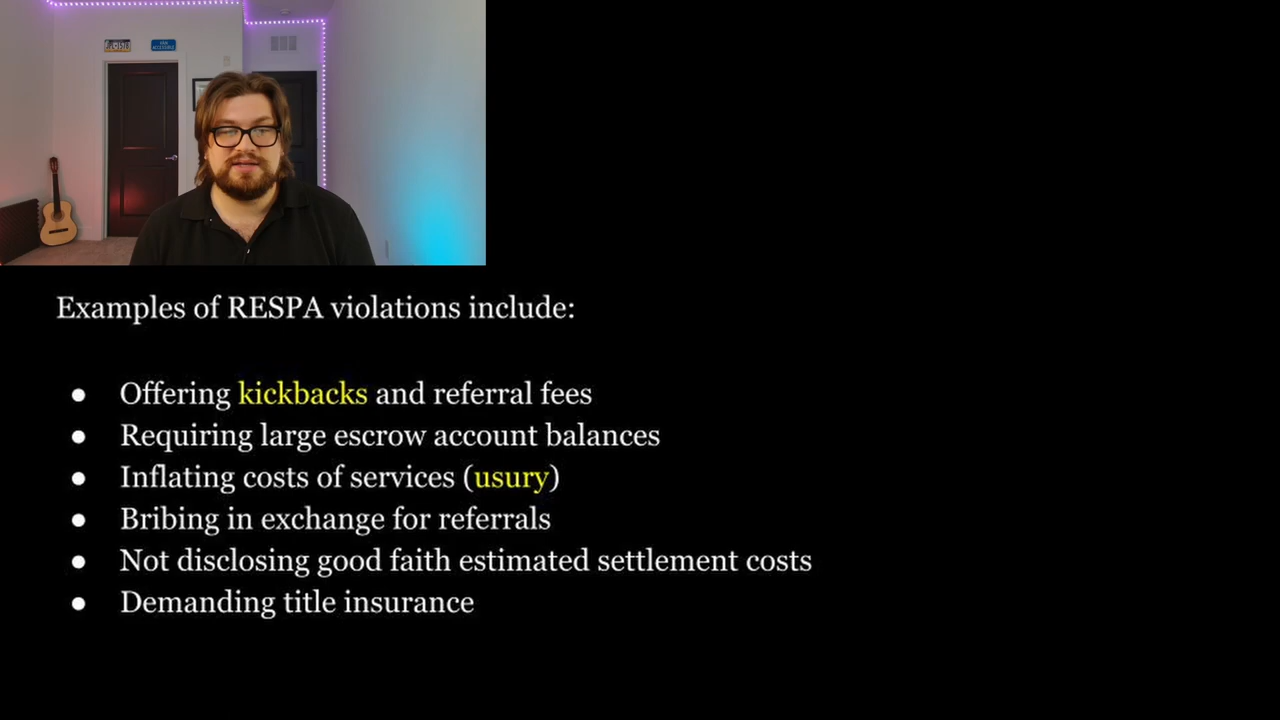 Examples of RESPA violations include:
● Offering kickbacks and referral fees
● Requiring large escrow account balances
● Inflating costs of services (usury)
● Bribing in exchange for referrals
● Not disclosing good faith estimated settlement costs
● Demanding title insurance